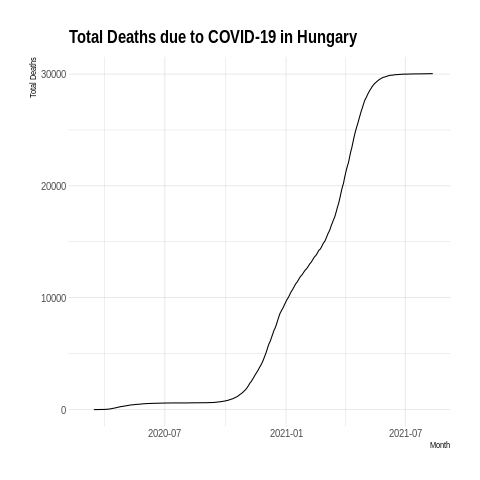 Total Deaths due to COVID-19 in Hungary
Total Deaths
30000
20000
10000
0
2020-07 2021-01 2021-07
Month